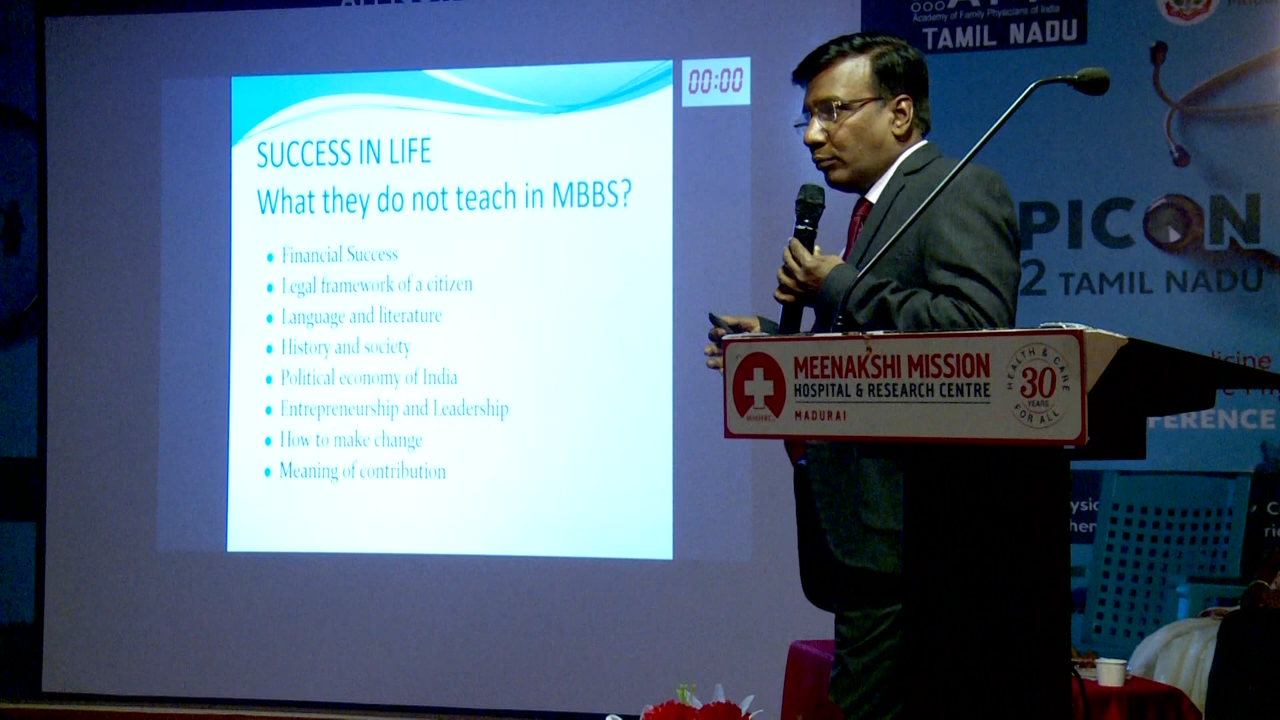 Academy of Family Physicians of India
TAMIL NADU
00:00
SUCCESS IN LIFE
What they do not teach in MBBS?
• Financial Success
• Legal framework of a citizen
• Language and literature
• History and society
• Political economy of India
• Entrepreneurship and Leadership
• How to make change
• Meaning of contribution
PICON
2 TAMIL NADU
icine
FERENCE
MEENAKSHI MISSION
HOSPITAL & RESEARCH CENTRE
MADURAI
HEALTH & CARE
30
YEARS
FOR ALL